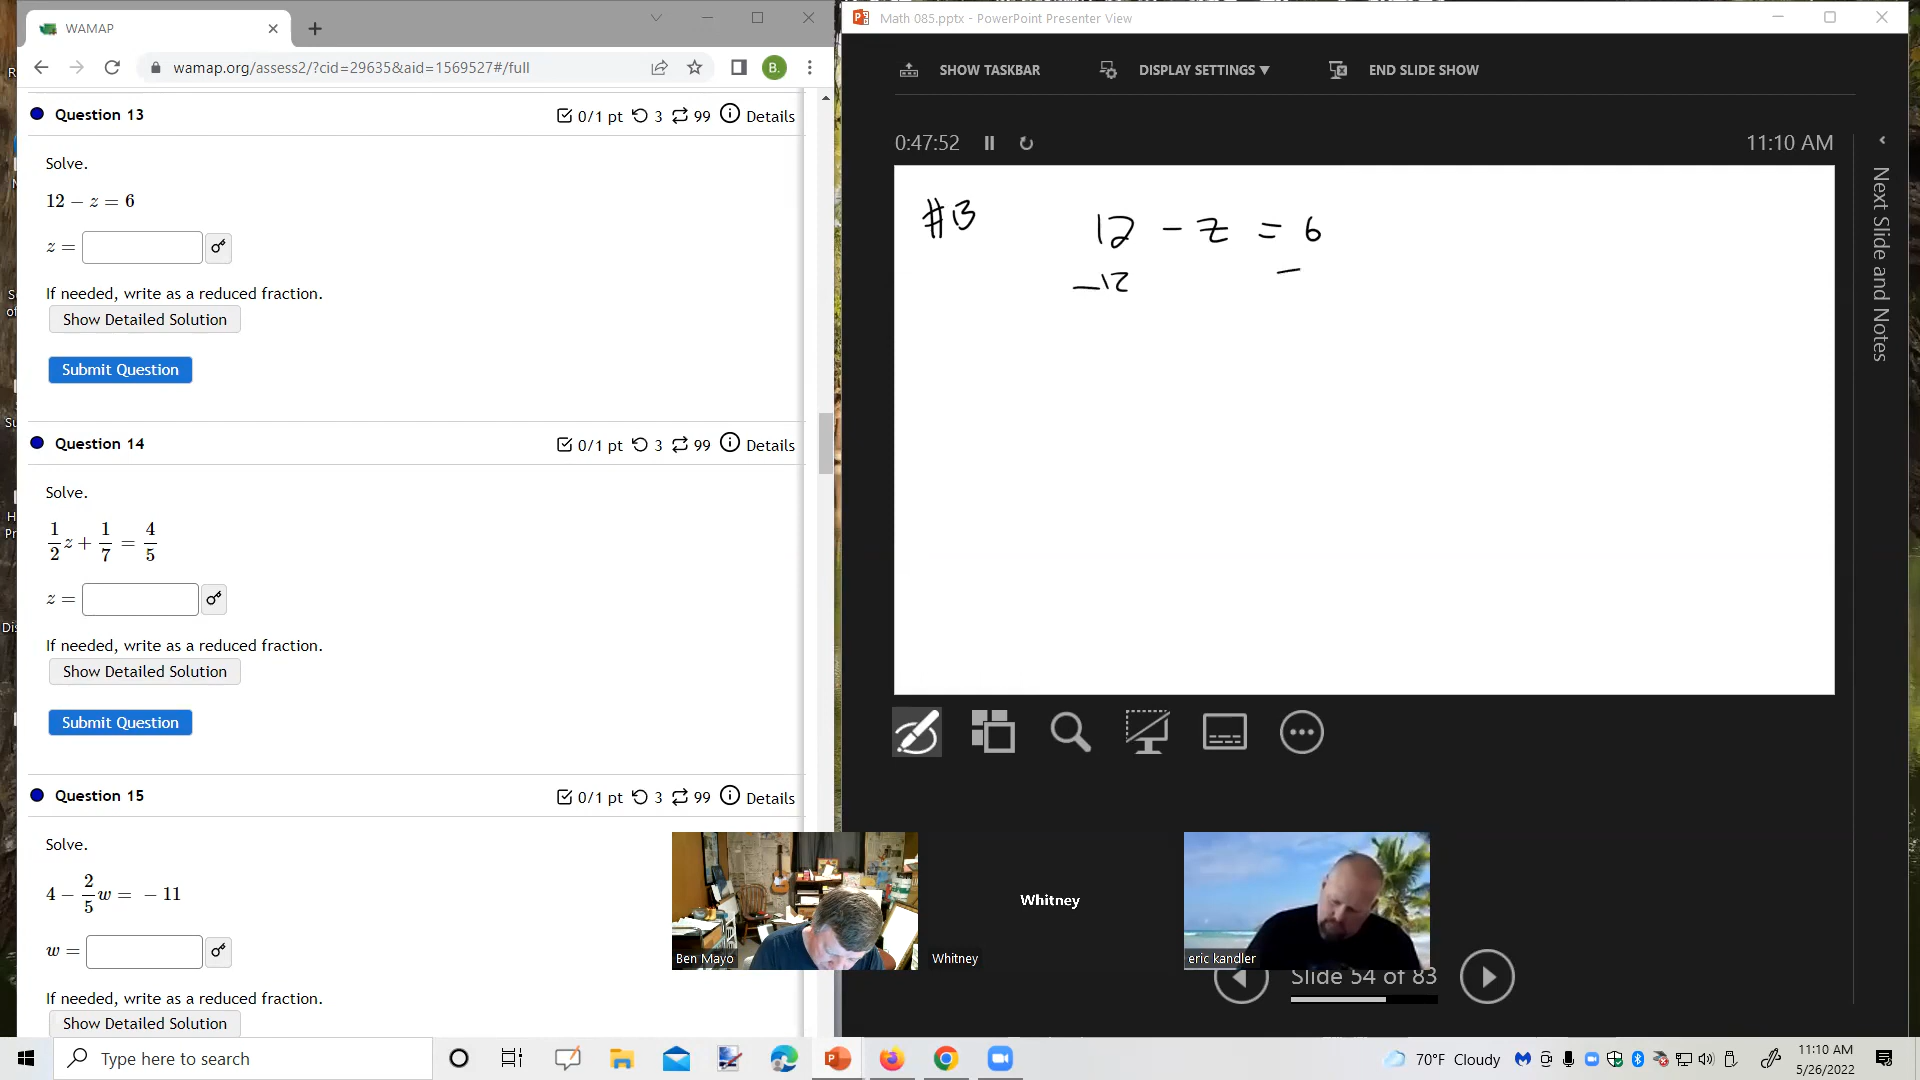 WAMAP
wamap.org/assess2/?cid=29635&aid=1569527#/full
B.
Question 13
0/1 pt 3 99 Details
Solve.
12 − z = 6
z =
If needed, write as a reduced fraction.
Show Detailed Solution
Submit Question
Question 14
0/1 pt 3 99 Details
Solve.
1/2 z + 1/7 = 4/5
z =
If needed, write as a reduced fraction.
Show Detailed Solution
Submit Question
Question 15
0/1 pt 3 99 Details
Solve.
4 − 2/5 w = − 11
w =
If needed, write as a reduced fraction.
Show Detailed Solution
Math 085.pptx - PowerPoint Presenter View
SHOW TASKBAR DISPLAY SETTINGS ▼ END SLIDE SHOW
0:47:52 11:10 AM
#13 12 − z = 6
−12 −
Next Slide and Notes
Ben Mayo
Whitney
Whitney
eric kandler
Slide 54 of 83
Type here to search
70°F Cloudy
11:10 AM
5/26/2022